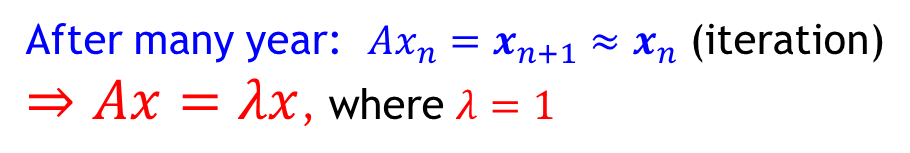 After many year: Axₙ = xₙ₊₁ ≈ xₙ (iteration)
⇒ Ax = λx, where λ = 1